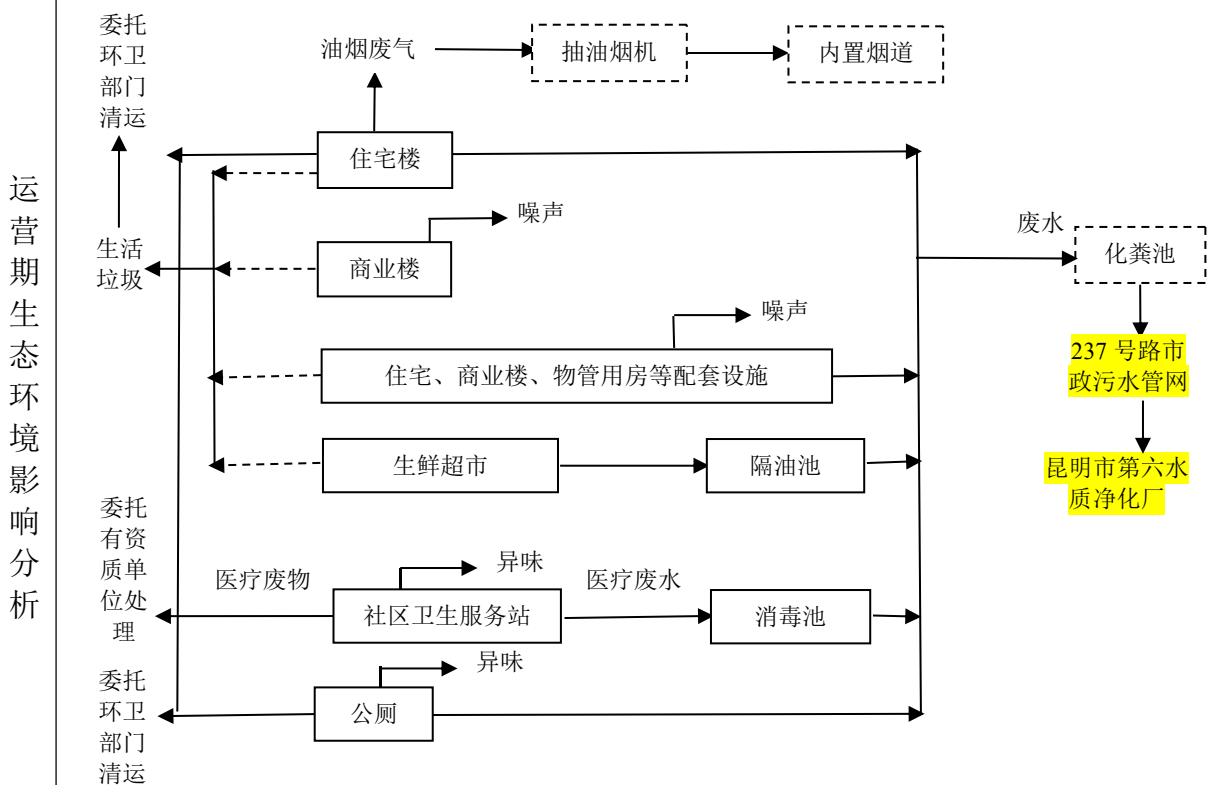 运
营
期
生
态
环
境
影
响
分
析
委托
环卫
部门
清运
油烟废气
抽油烟机
内置烟道
住宅楼
噪声
商业楼
生活
垃圾
废水
化粪池
噪声
住宅、商业楼、物管用房等配套设施
237 号路市
政污水管网
生鲜超市
隔油池
昆明市第六水
质净化厂
委托
有资
质单
位处
理
医疗废物
异味
社区卫生服务站
医疗废水
消毒池
异味
公厕
委托
环卫
部门
清运